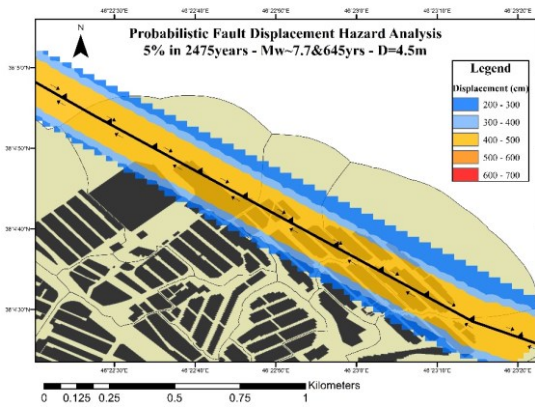 N
Probabilistic Fault Displacement Hazard Analysis
5% in 2475years - Mw~7.7&645yrs - D=4.5m
Legend
Displacement (cm)
200 - 300
300 - 400
400 - 500
500 - 600
600 - 700
Kilometers
0 0.125 0.25 0.5 0.75 1